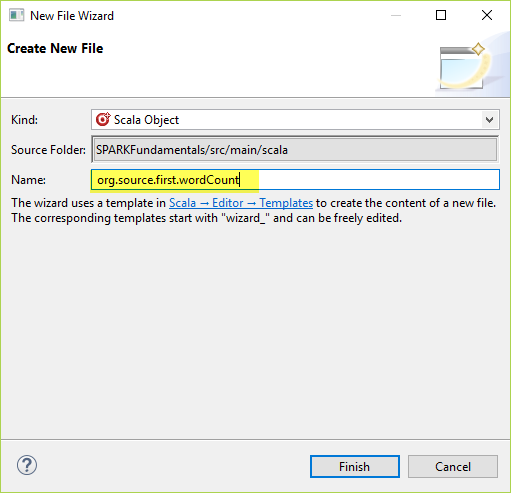 New File Wizard
Create New File
Kind:
Scala Object
Source Folder:
SPARKFundamentals/src/main/scala
Name:
org.source.first.wordCount
The wizard uses a template in Scala → Editor → Templates to create the content of a new file.
The corresponding templates start with "wizard_" and can be freely edited.
?
Finish
Cancel